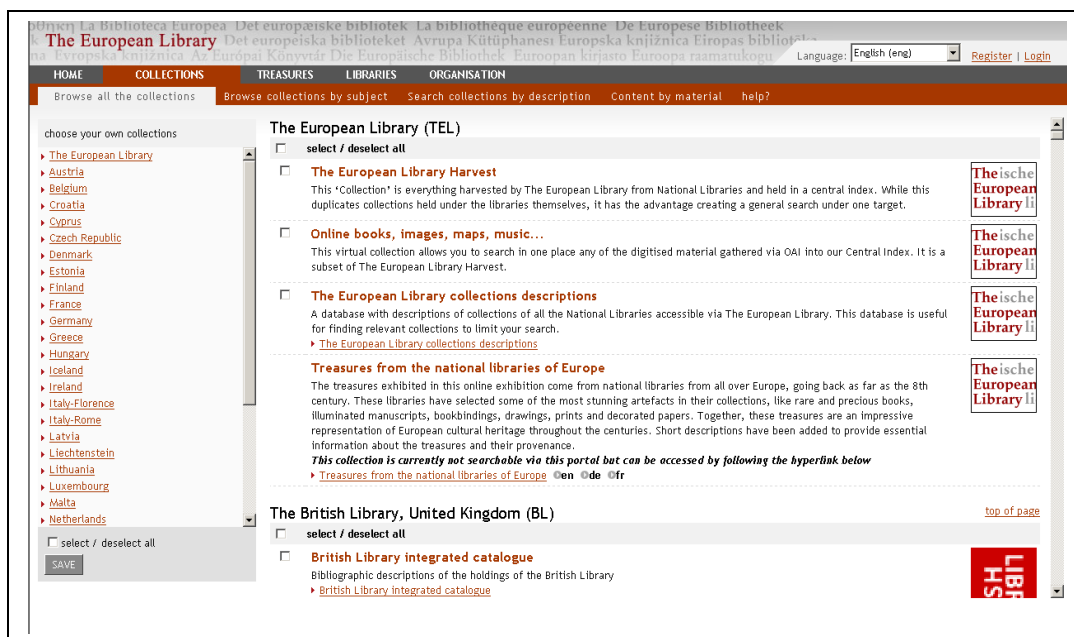 The European Library
Language: English (eng) Register | Login
HOME COLLECTIONS TREASURES LIBRARIES ORGANISATION
Browse all the collections Browse collections by subject Search collections by description Content by material help?
choose your own collections
The European Library
Austria
Belgium
Croatia
Cyprus
Czech Republic
Denmark
Estonia
Finland
France
Germany
Greece
Hungary
Iceland
Ireland
Italy-Florence
Italy-Rome
Latvia
Liechtenstein
Lithuania
Luxembourg
Malta
Netherlands
select / deselect all
SAVE
The European Library (TEL)
select / deselect all
The European Library Harvest
This ‘Collection’ is everything harvested by The European Library from National Libraries and held in a central index. While this
duplicates collections held under the libraries themselves, it has the advantage creating a general search under one target.
Theische
European
Library li
Online books, images, maps, music...
This virtual collection allows you to search in one place any of the digitised material gathered via OAI into our Central Index. It is a
subset of The European Library Harvest.
Theische
European
Library li
The European Library collections descriptions
A database with descriptions of collections of all the National Libraries accessible via The European Library. This database is useful
for finding relevant collections to limit your search.
The European Library collections descriptions
Theische
European
Library li
Treasures from the national libraries of Europe
The treasures exhibited in this online exhibition come from national libraries from all over Europe, going back as far as the 8th
century. These libraries have selected some of the most stunning artefacts in their collections, like rare and precious books,
illuminated manuscripts, bookbindings, drawings, prints and decorated papers. Together, these treasures are an impressive
representation of European cultural heritage throughout the centuries. Short descriptions have been added to provide essential
information about the treasures and their provenance.
This collection is currently not searchable via this portal but can be accessed by following the hyperlink below
Treasures from the national libraries of Europe en de fr
Theische
European
Library li
The British Library, United Kingdom (BL) top of page
select / deselect all
British Library integrated catalogue
Bibliographic descriptions of the holdings of the British Library
British Library integrated catalogue